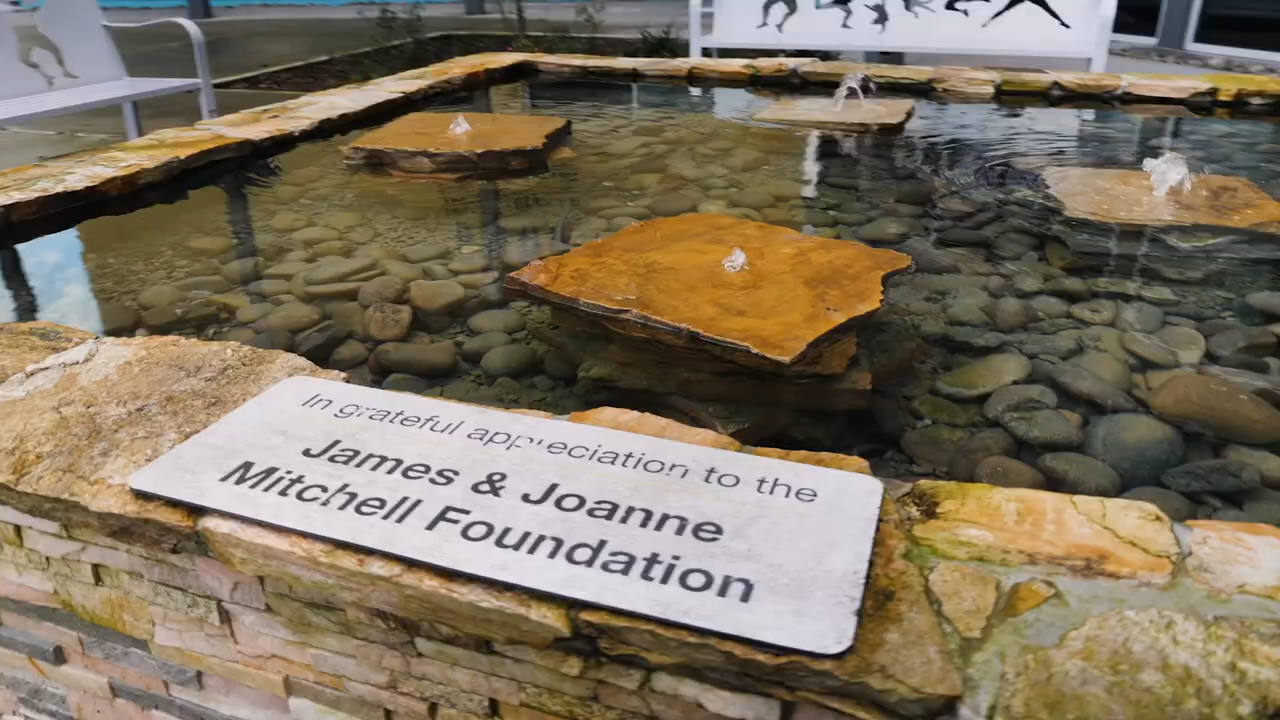 In grateful appreciation to the
James & Joanne
Mitchell Foundation